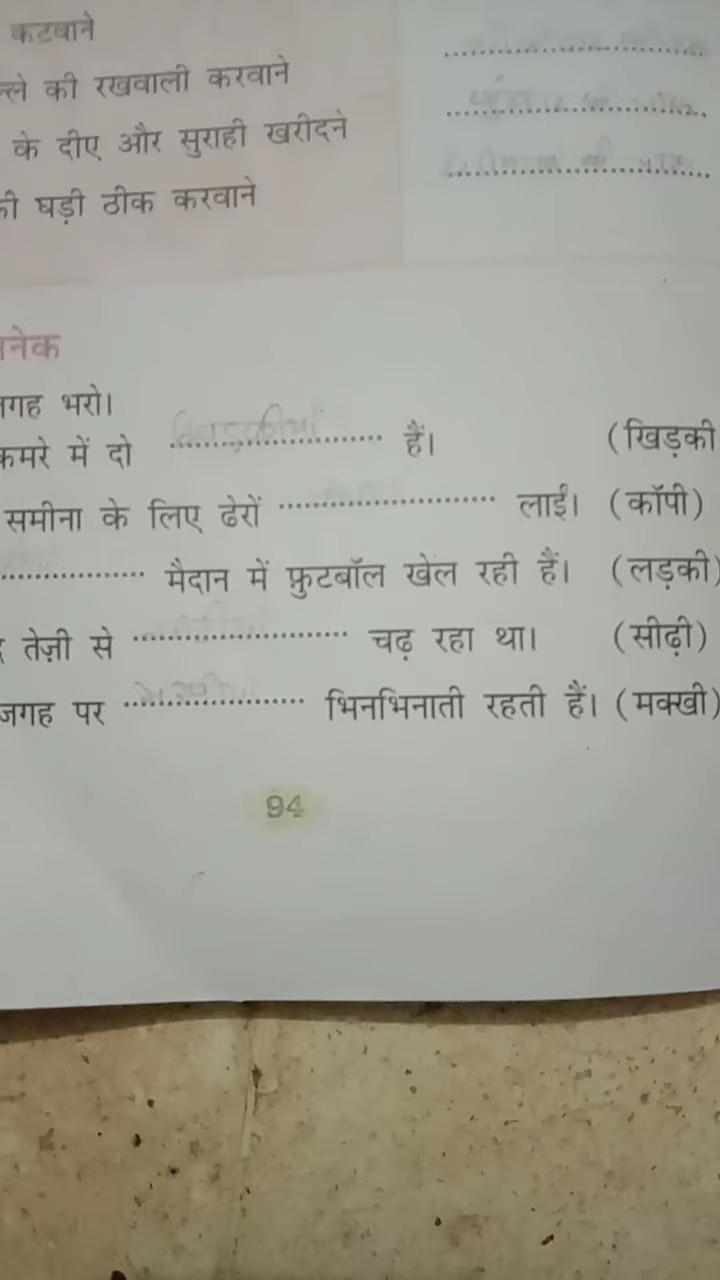 कटवाने
ल्ले की रखवाली करवाने
के दीए और सुराही खरीदने
की घड़ी ठीक करवाने
नेक
जगह भरो।
कमरे में दो ........................ हैं। (खिड़की
समीना के लिए ढेरों ........................ लाईं। (कॉपी)
................ मैदान में फ़ुटबॉल खेल रही हैं। (लड़की)
तेज़ी से ........................ चढ़ रहा था। (सीढ़ी)
जगह पर .................... भिनभिनाती रहती हैं। (मक्खी)
94